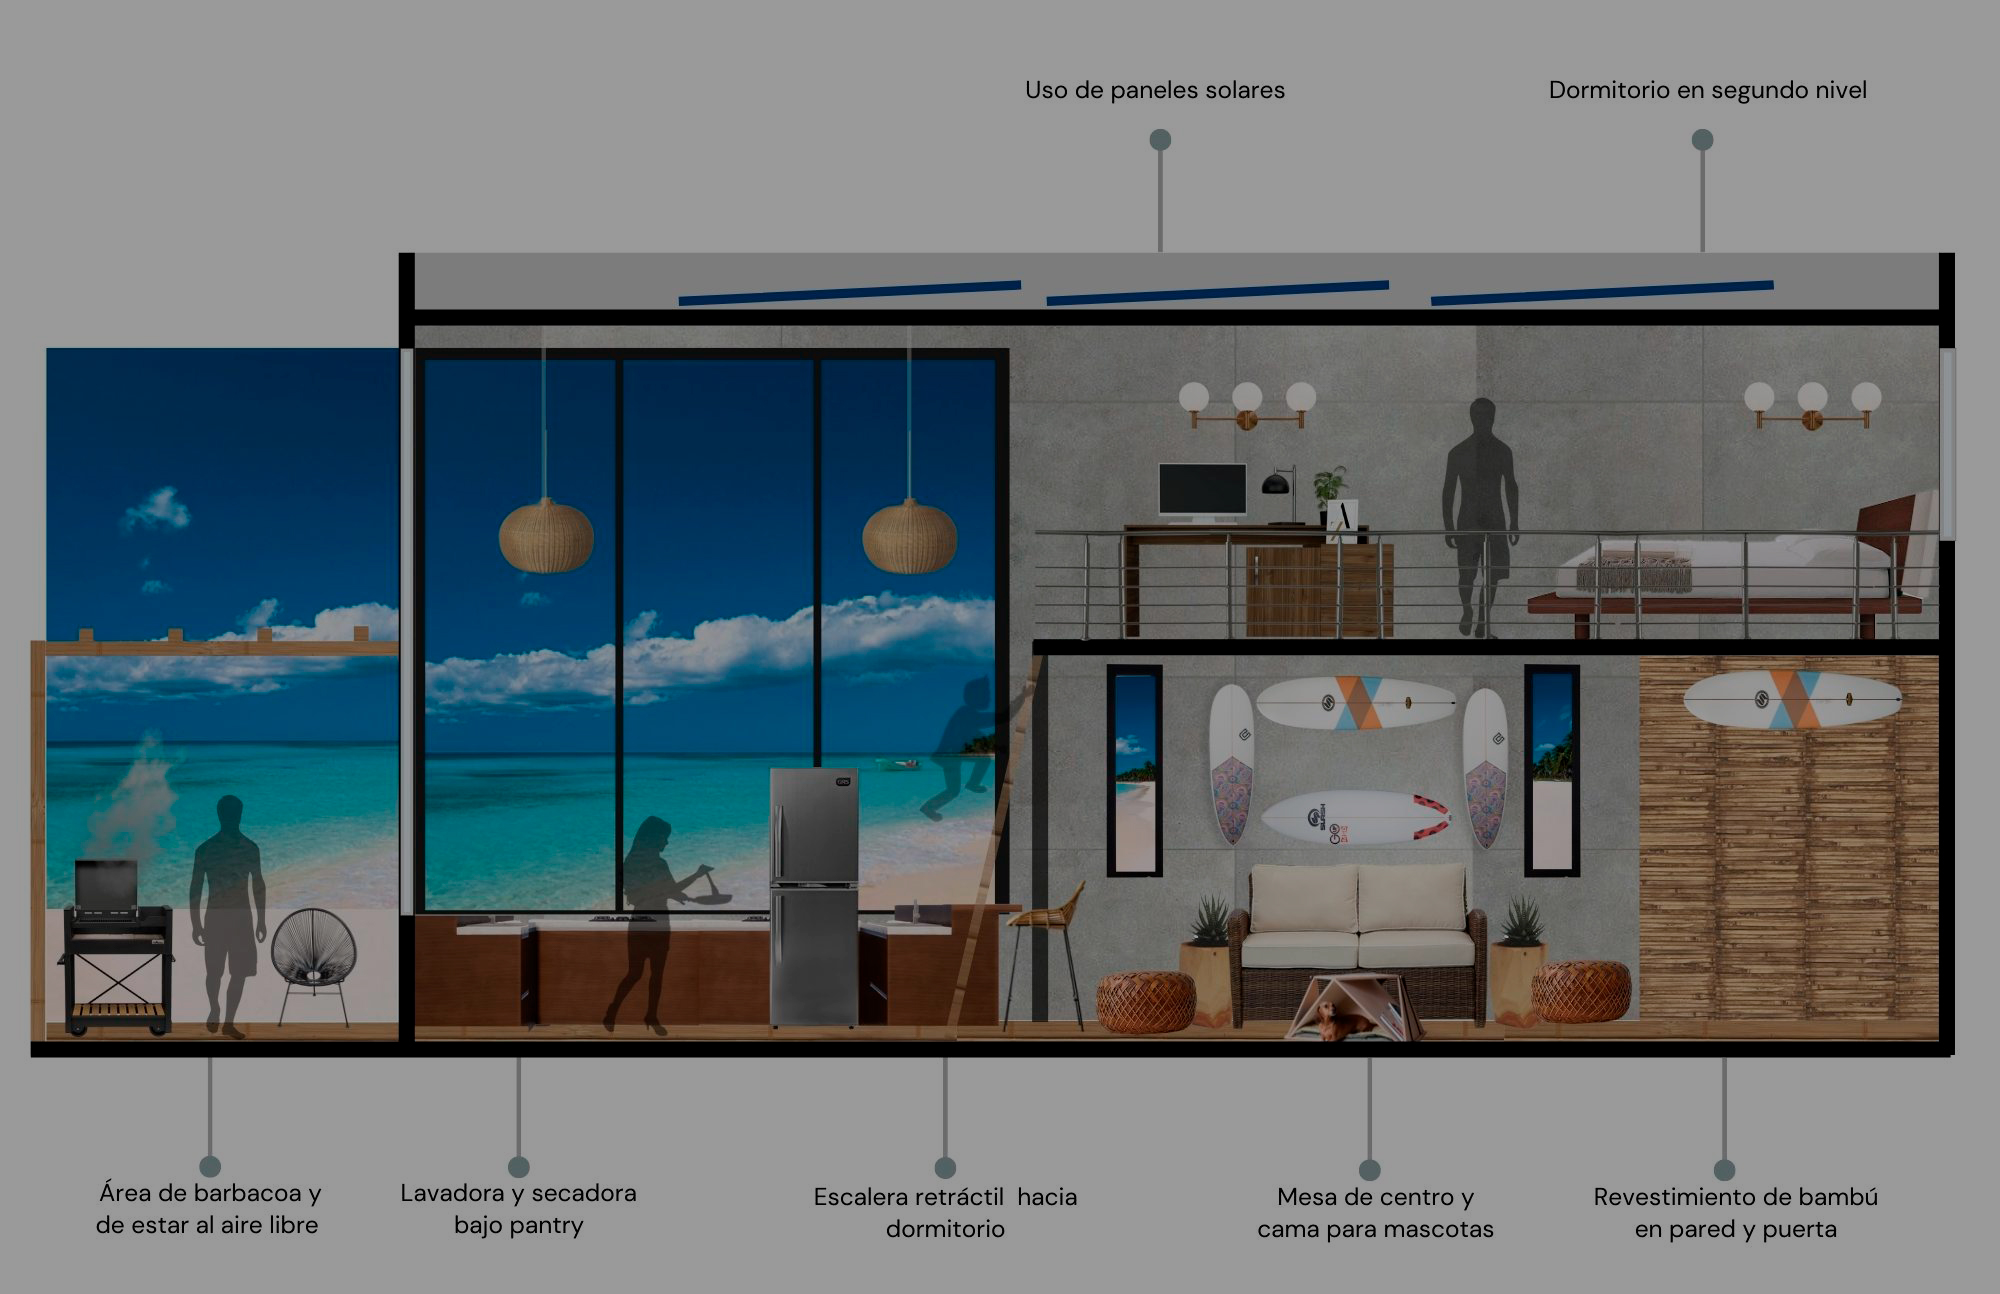 Uso de paneles solares
Dormitorio en segundo nivel
Área de barbacoa y
de estar al aire libre
Lavadora y secadora
bajo pantry
Escalera retráctil hacia
dormitorio
Mesa de centro y
cama para mascotas
Revestimiento de bambú
en pared y puerta